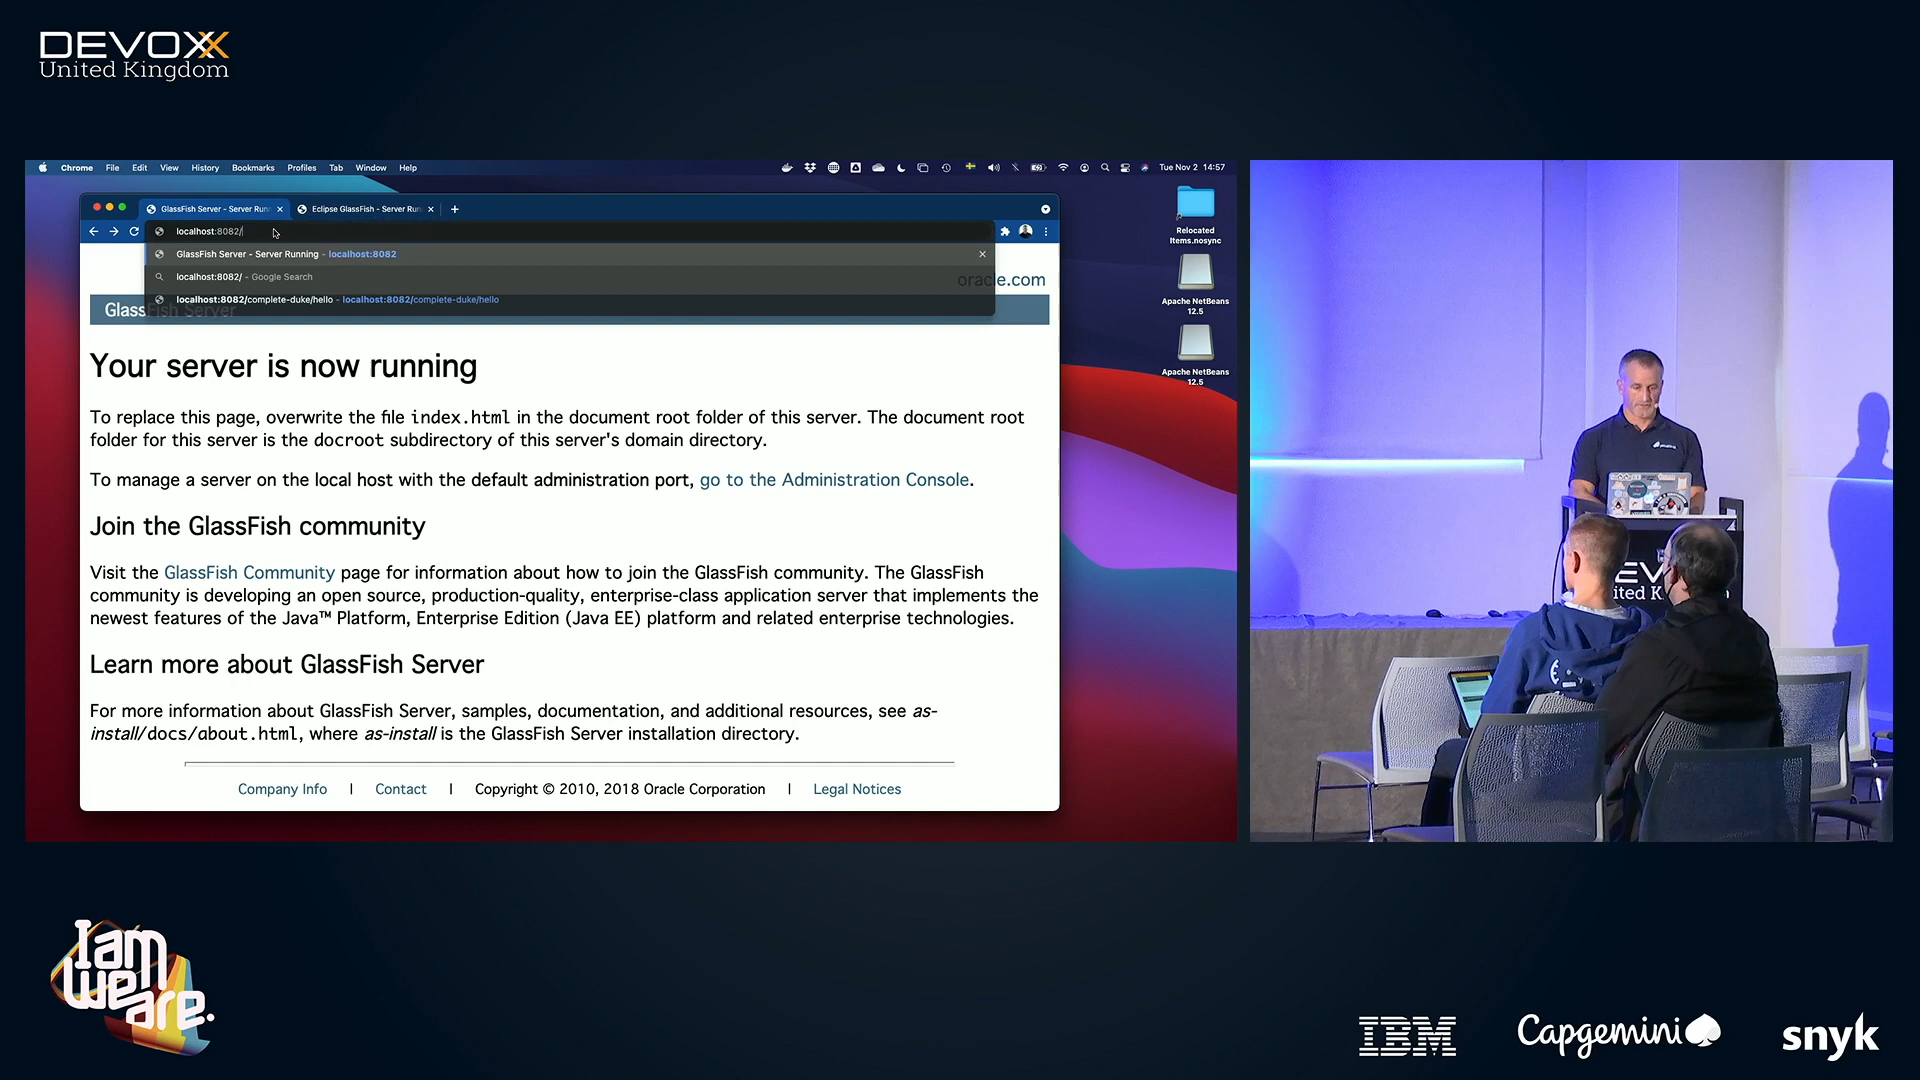 DEVOXX
United Kingdom
Chrome File Edit View History Bookmarks Profiles Tab Window Help
Tue Nov 2 14:57
GlassFish Server - Server Run
Eclipse GlassFish - Server Run
localhost:8082/
GlassFish Server - Server Running - localhost:8082
localhost:8082/ - Google Search
localhost:8082/complete-duke/hello - localhost:8082/complete-duke/hello
oracle.com
GlassFish Server
Your server is now running
To replace this page, overwrite the file index.html in the document root folder of this server. The document root
folder for this server is the docroot subdirectory of this server's domain directory.
To manage a server on the local host with the default administration port, go to the Administration Console.
Join the GlassFish community
Visit the GlassFish Community page for information about how to join the GlassFish community. The GlassFish
community is developing an open source, production-quality, enterprise-class application server that implements the
newest features of the Java™ Platform, Enterprise Edition (Java EE) platform and related enterprise technologies.
Learn more about GlassFish Server
For more information about GlassFish Server, samples, documentation, and additional resources, see as-
install/docs/about.html, where as-install is the GlassFish Server installation directory.
Company Info | Contact | Copyright © 2010, 2018 Oracle Corporation | Legal Notices
Relocated
Items.nosync
Apache NetBeans
12.5
Apache NetBeans
12.5
EV
ited K
I am
we
are.
IBM
Capgemini
snyk